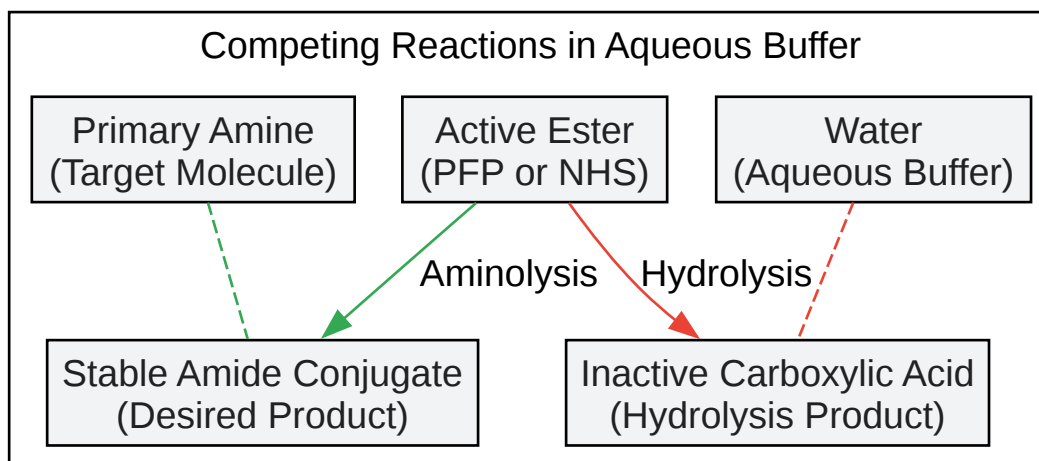 Competing Reactions in Aqueous Buffer
Primary Amine
(Target Molecule)
Active Ester
(PFP or NHS)
Water
(Aqueous Buffer)
Aminolysis
Hydrolysis
Stable Amide Conjugate
(Desired Product)
Inactive Carboxylic Acid
(Hydrolysis Product)